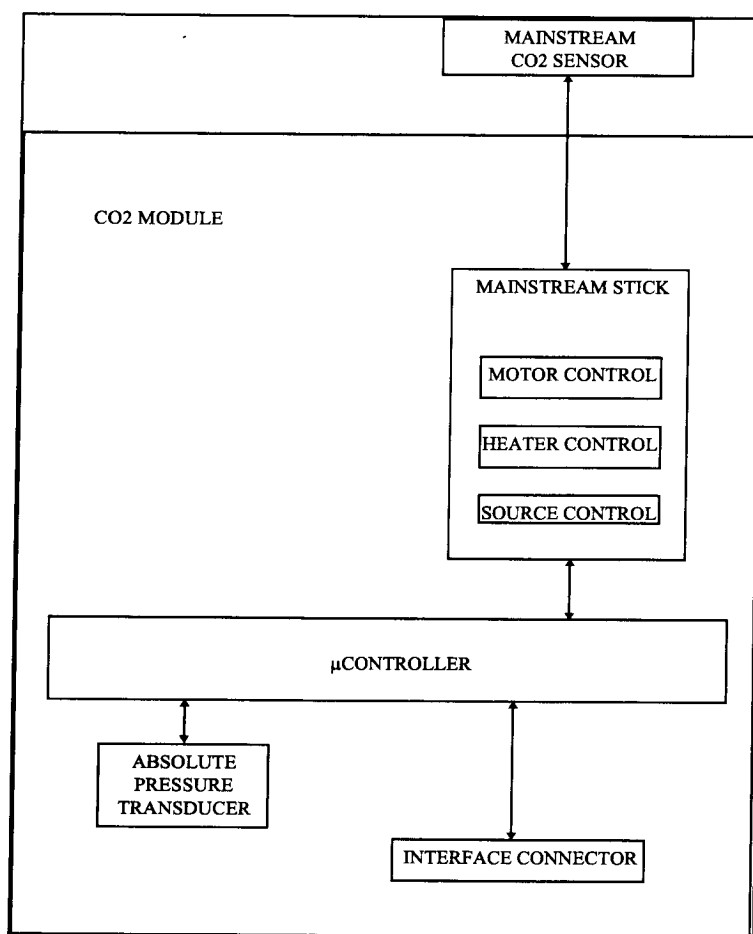 MAINSTREAM
CO2 SENSOR
CO2 MODULE
MAINSTREAM STICK
MOTOR CONTROL
HEATER CONTROL
SOURCE CONTROL
μCONTROLLER
ABSOLUTE
PRESSURE
TRANSDUCER
INTERFACE CONNECTOR